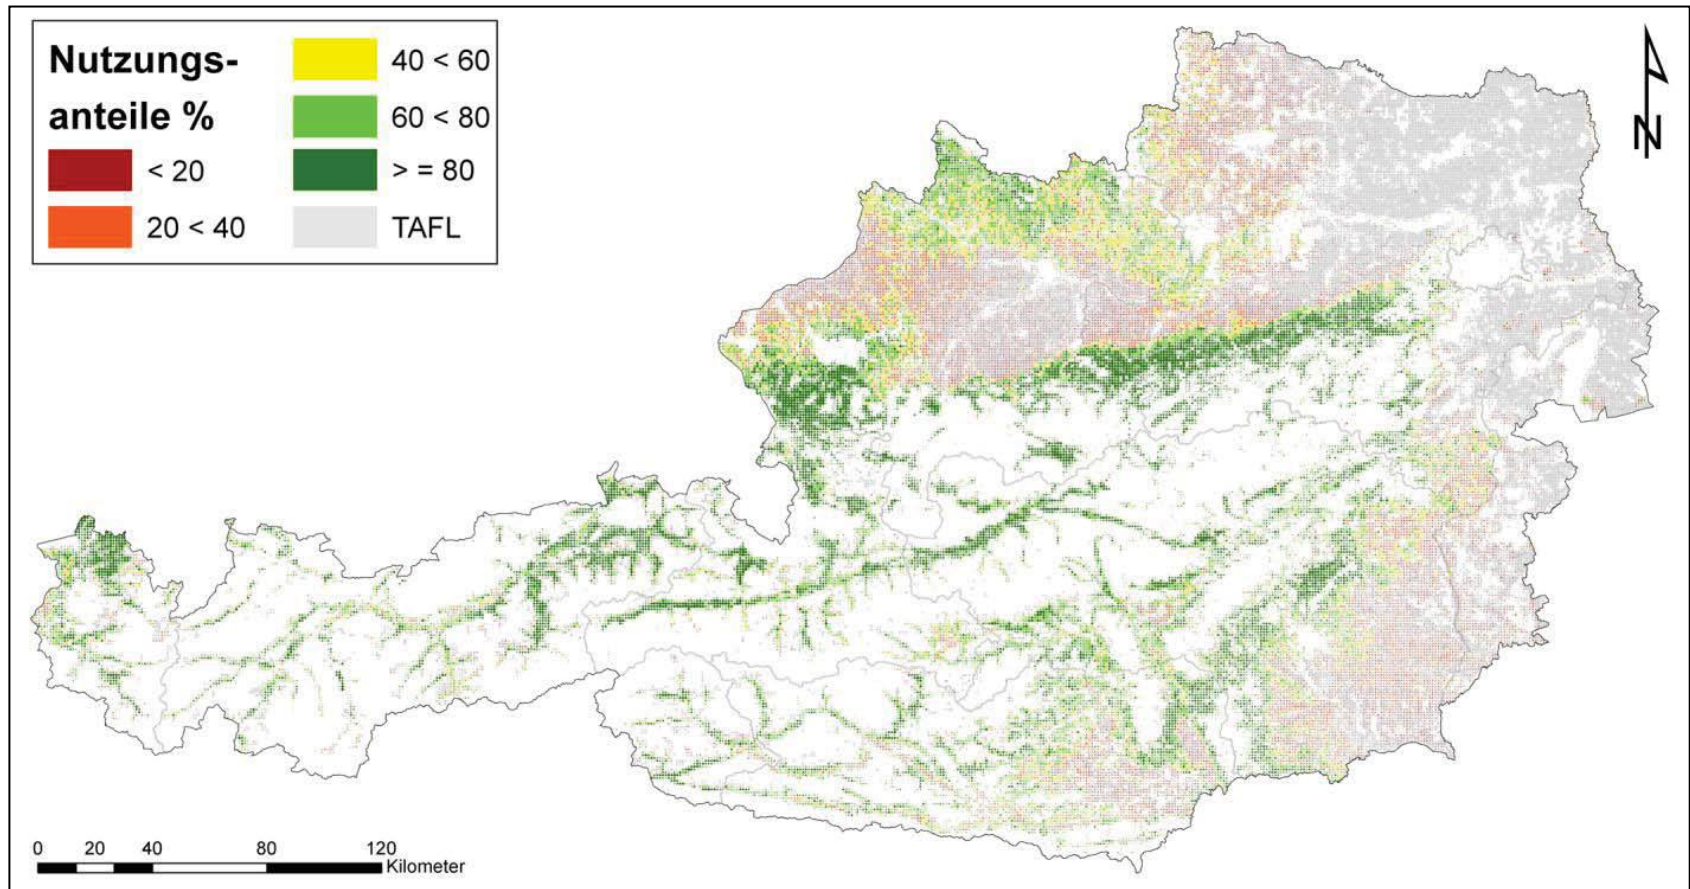 Nutzungs-
anteile %
< 20
20 < 40
40 < 60
60 < 80
> = 80
TAFL
N
0 20 40 80 120
Kilometer